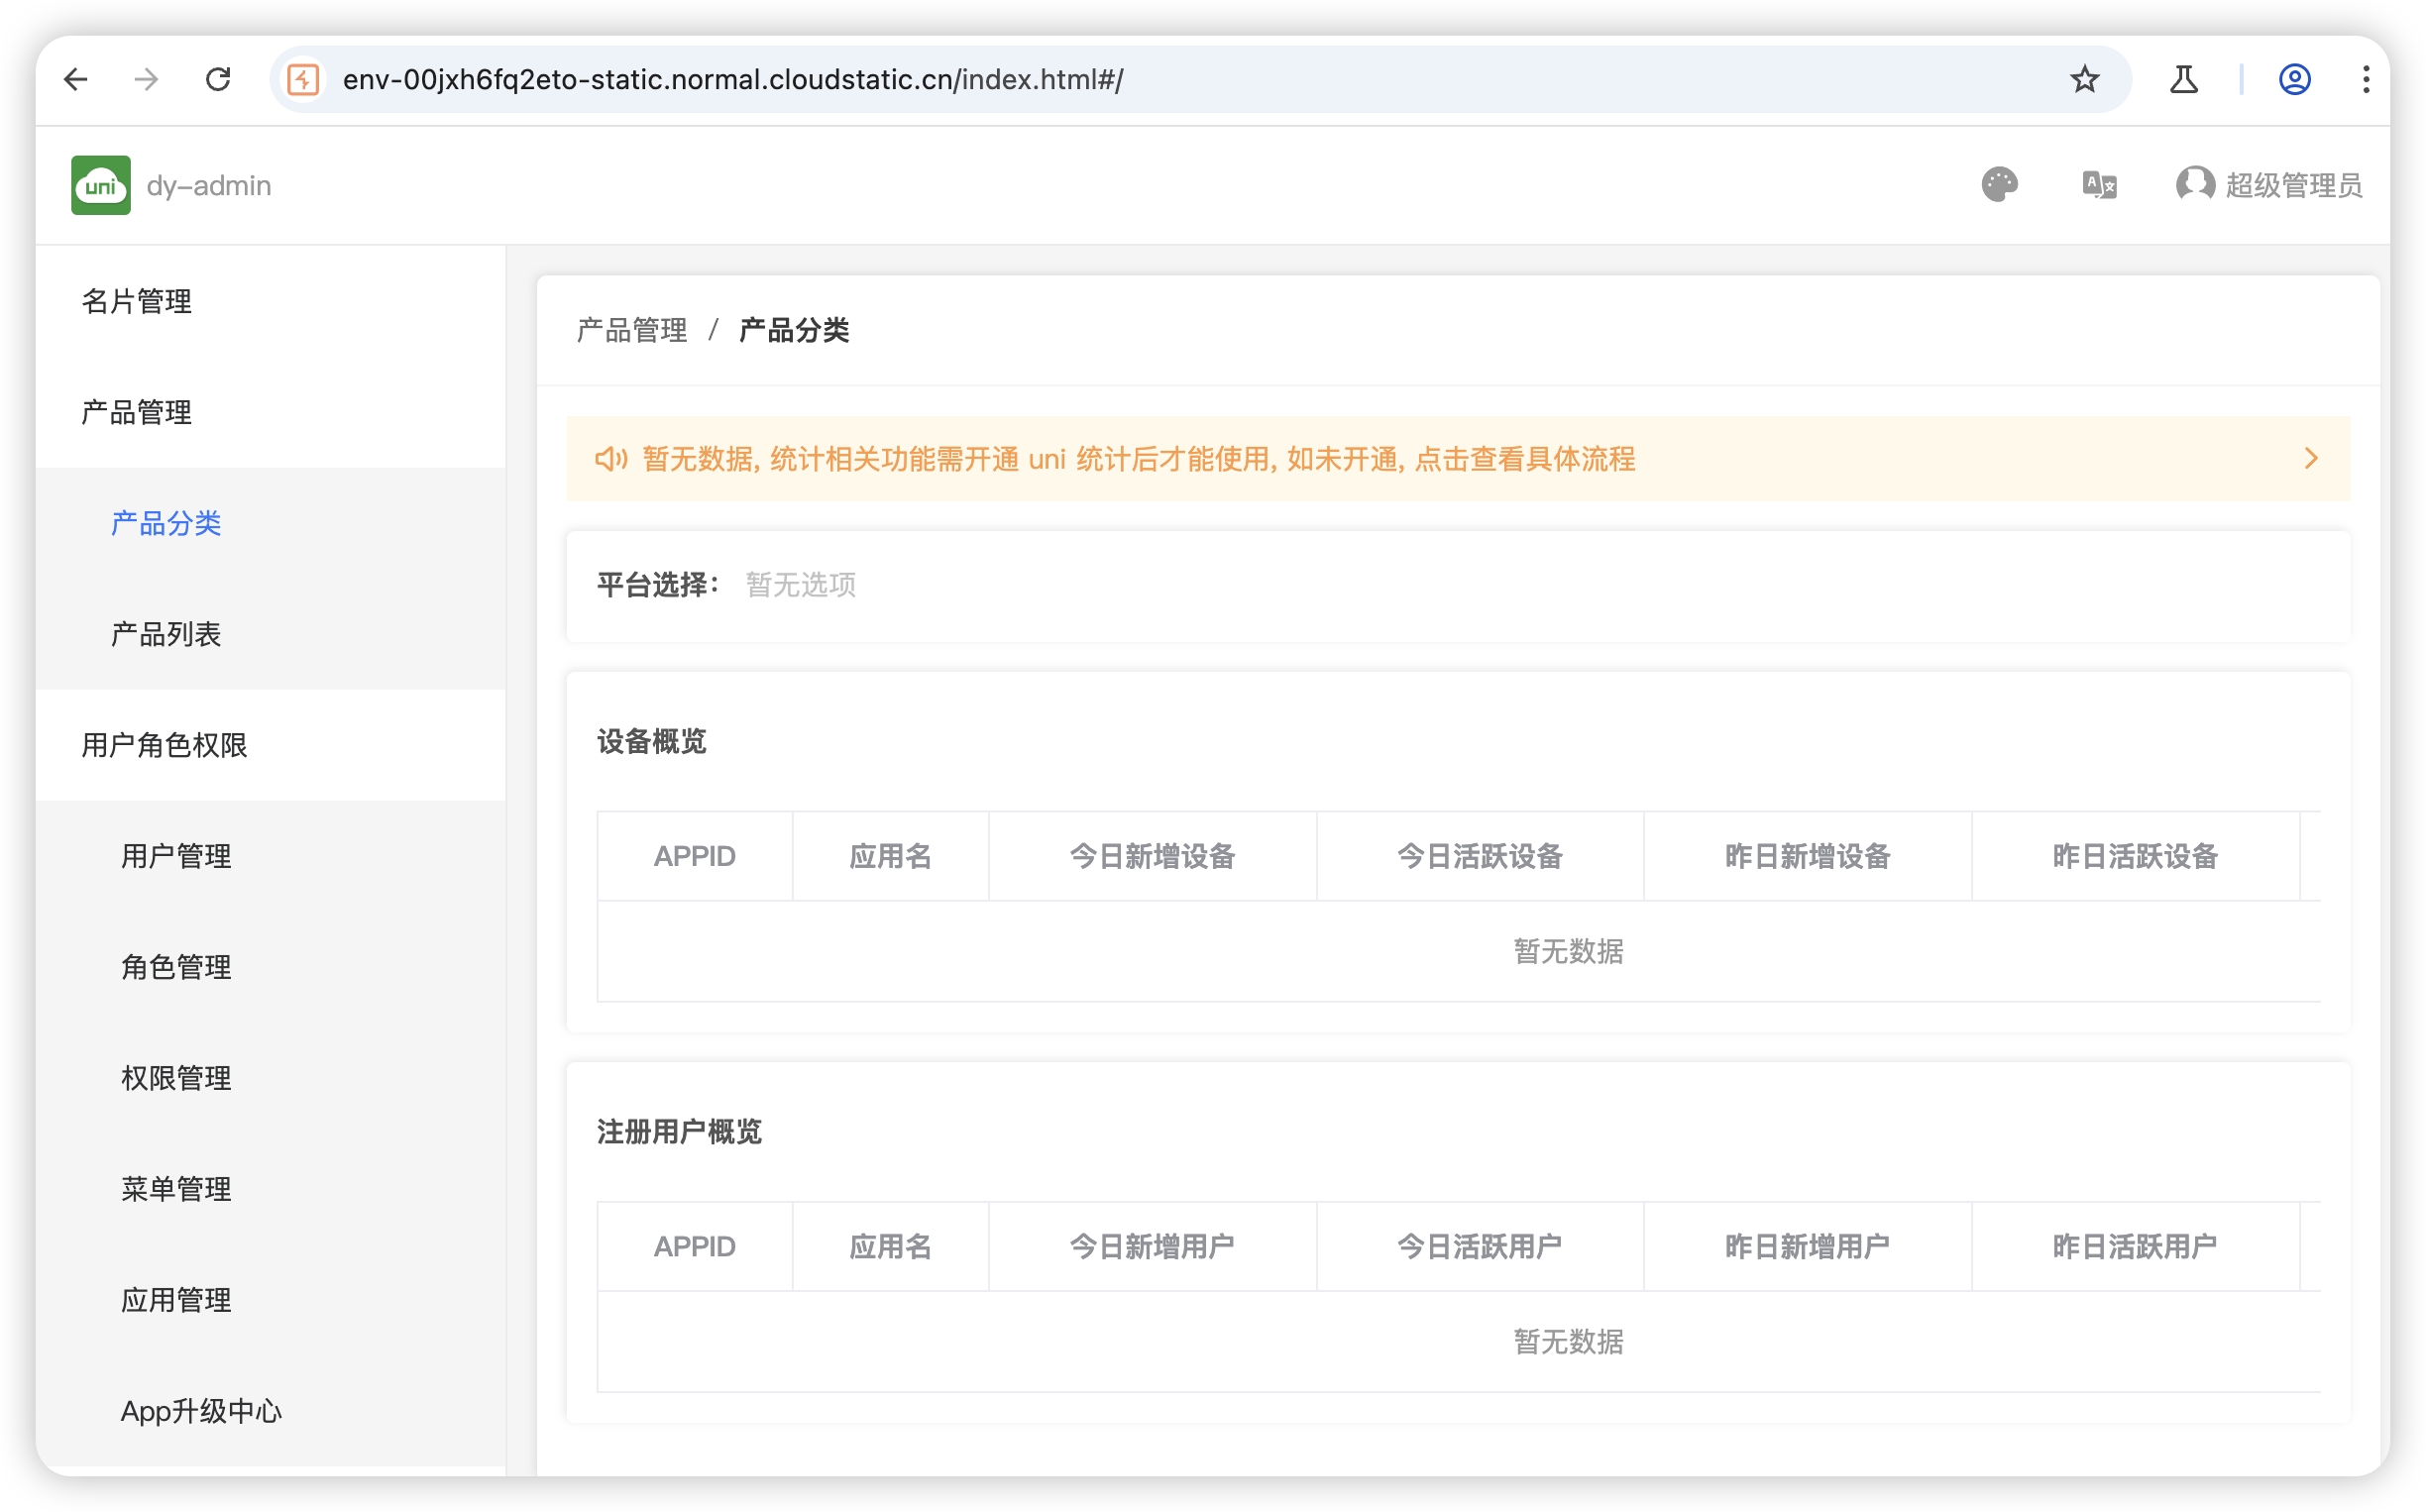 env-00jxh6fq2eto-static.normal.cloudstatic.cn/index.html#/
uni dy-admin
超级管理员
名片管理
产品管理
产品分类
产品列表
用户角色权限
用户管理
角色管理
权限管理
菜单管理
应用管理
App升级中心
产品管理 / 产品分类
暂无数据, 统计相关功能需开通 uni 统计后才能使用, 如未开通, 点击查看具体流程
平台选择： 暂无选项
设备概览
APPID 应用名 今日新增设备 今日活跃设备 昨日新增设备 昨日活跃设备
暂无数据
注册用户概览
APPID 应用名 今日新增用户 今日活跃用户 昨日新增用户 昨日活跃用户
暂无数据